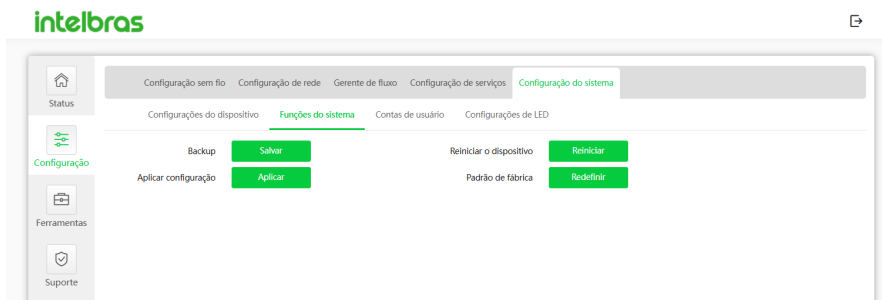 intelbras
Status
Configuração
Ferramentas
Suporte
Configuração sem fio Configuração de rede Gerente de fluxo Configuração de serviços Configuração do sistema
Configurações do dispositivo Funções do sistema Contas de usuário Configurações de LED
Backup Salvar Reiniciar o dispositivo Reiniciar
Aplicar configuração Aplicar Padrão de fábrica Redefinir